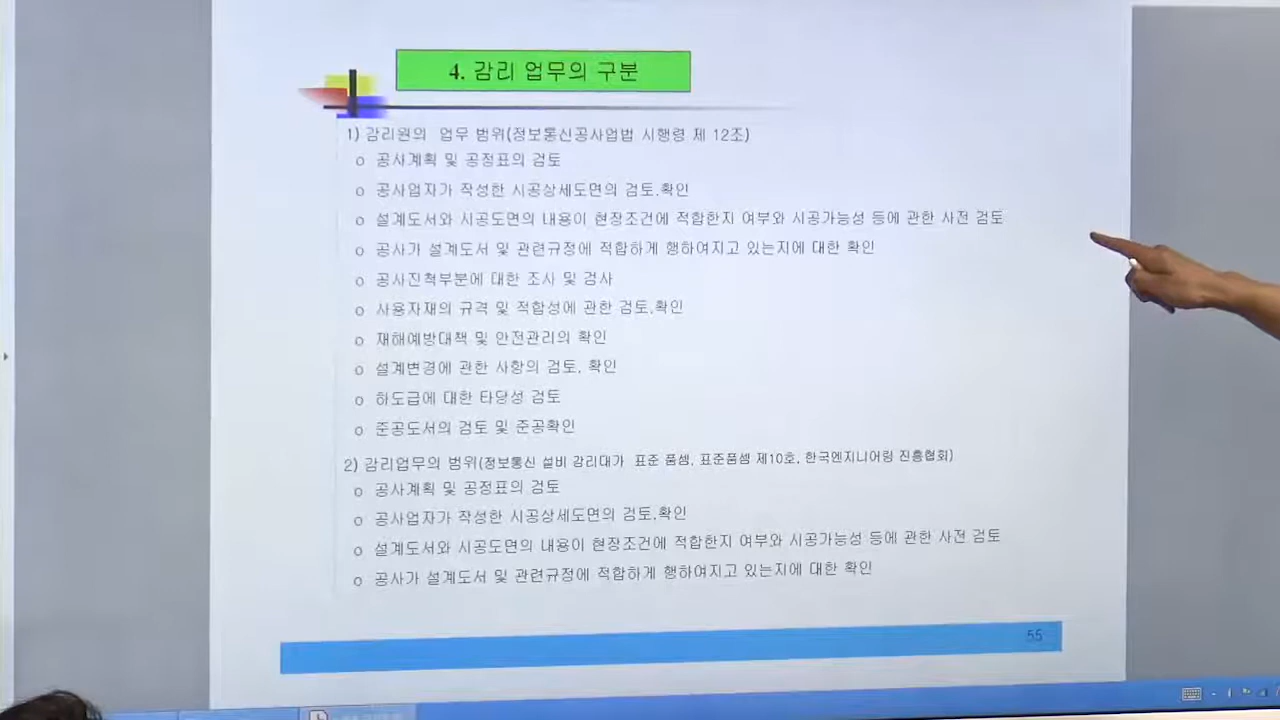 4. 감리 업무의 구분
1) 감리원의 업무 범위(정보통신공사업법 시행령 제 12조)
o 공사계획 및 공정표의 검토
o 공사업자가 작성한 시공상세도면의 검토,확인
o 설계도서와 시공도면의 내용이 현장조건에 적합한지 여부와 시공가능성 등에 관한 사전 검토
o 공사가 설계도서 및 관련규정에 적합하게 행하여지고 있는지에 대한 확인
o 공사진척부분에 대한 조사 및 검사
o 사용자재의 규격 및 적합성에 관한 검토,확인
o 재해예방대책 및 안전관리의 확인
o 설계변경에 관한 사항의 검토, 확인
o 하도급에 대한 타당성 검토
o 준공도서의 검토 및 준공확인
2) 감리업무의 범위(정보통신 설비 감리대가 표준 품셈, 표준품셈 제10호, 한국엔지니어링 진흥협회)
o 공사계획 및 공정표의 검토
o 공사업자가 작성한 시공상세도면의 검토,확인
o 설계도서와 시공도면의 내용이 현장조건에 적합한지 여부와 시공가능성 등에 관한 사전 검토
o 공사가 설계도서 및 관련규정에 적합하게 행하여지고 있는지에 대한 확인
55